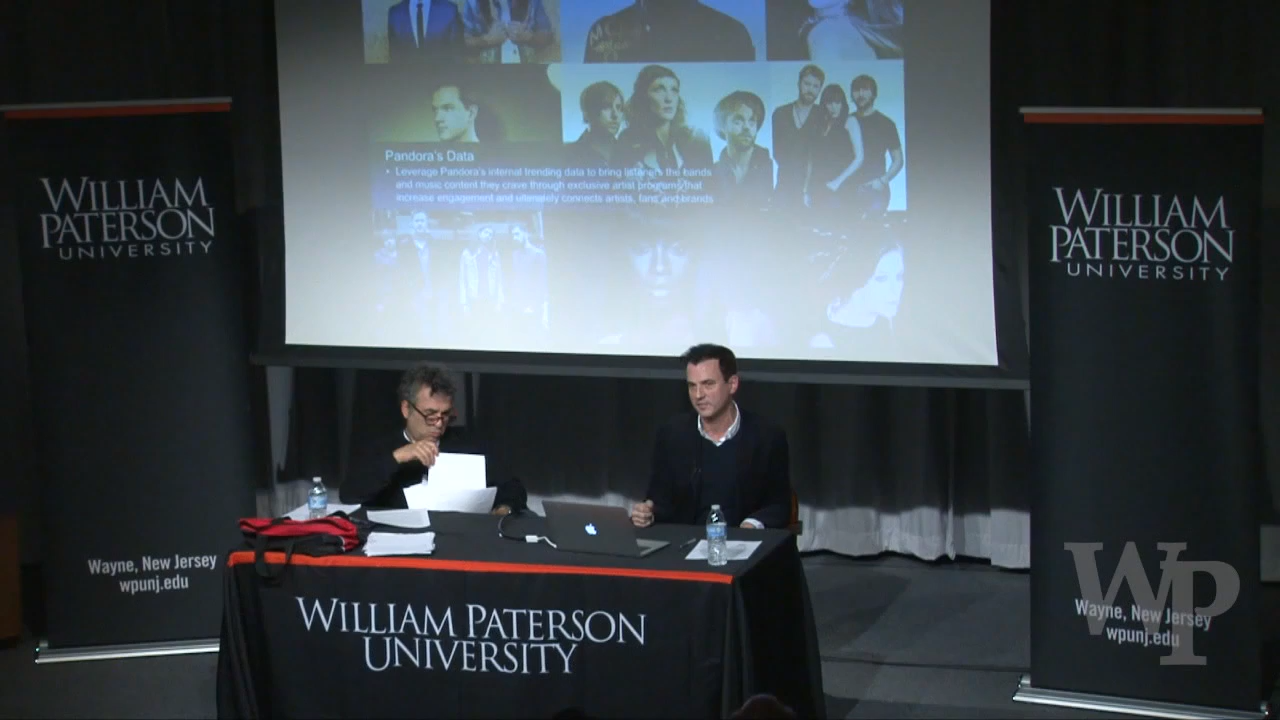 Pandora's Data
• Leverage Pandora's internal trending data to bring listeners the bands
and music content they crave through exclusive artist programs that
increase engagement and ultimately connects artists, fans, and brands
WILLIAM
PATERSON
UNIVERSITY
Wayne, New Jersey
wpunj.edu
WILLIAM
PATERSON
UNIVERSITY
Wayne, New Jersey
wpunj.edu
WILLIAM PATERSON
UNIVERSITY
WP